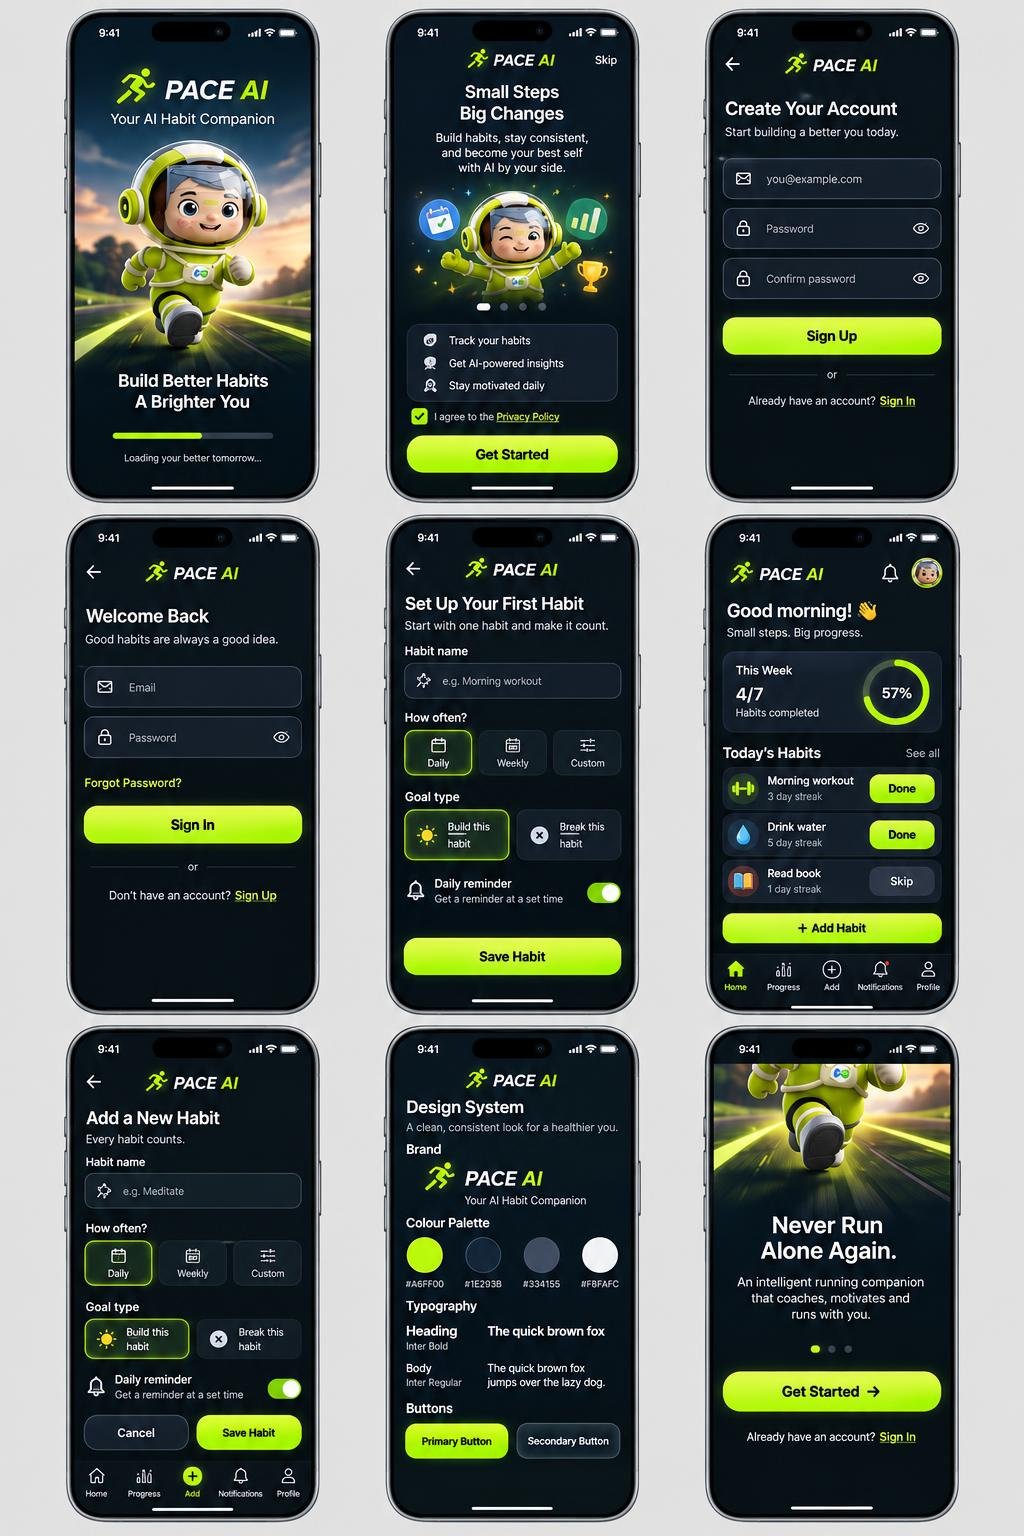 9:41
PACE AI
Your AI Habit Companion
Build Better Habits
A Brighter You
Loading your better tomorrow...
9:41
PACE AI
Skip
Small Steps
Big Changes
Build habits, stay consistent,
and become your best self
with AI by your side.
Track your habits
Get AI-powered insights
Stay motivated daily
I agree to the Privacy Policy
Get Started
9:41
PACE AI
Create Your Account
Start building a better you today.
you@example.com
Password
Confirm password
Sign Up
or
Already have an account? Sign In
9:41
PACE AI
Welcome Back
Good habits are always a good idea.
Email
Password
Forgot Password?
Sign In
or
Don't have an account? Sign Up
9:41
PACE AI
Set Up Your First Habit
Start with one habit and make it count.
Habit name
e.g. Morning workout
How often?
Daily
Weekly
Custom
Goal type
Build this
habit
Break this
habit
Daily reminder
Get a reminder at a set time
Save Habit
9:41
PACE AI
Good morning! 👋
Small steps. Big progress.
This Week
4/7
Habits completed
57%
Today's Habits
See all
Morning workout
3 day streak
Done
Drink water
5 day streak
Done
Read book
1 day streak
Skip
+ Add Habit
Home
Progress
Add
Notifications
Profile
9:41
PACE AI
Add a New Habit
Every habit counts.
Habit name
e.g. Meditate
How often?
Daily
Weekly
Custom
Goal type
Build this
habit
Break this
habit
Daily reminder
Get a reminder at a set time
Cancel
Save Habit
Home
Progress
Add
Notifications
Profile
9:41
PACE AI
Design System
A clean, consistent look for a healthier you.
Brand
PACE AI
Your AI Habit Companion
Colour Palette
#A6FF00
#1E293B
#334155
#F8FAFC
Typography
Heading
Inter Bold
The quick brown fox
Body
Inter Regular
The quick brown fox
jumps over the lazy dog.
Buttons
Primary Button
Secondary Button
9:41
Never Run
Alone Again.
An intelligent running companion
that coaches, motivates and
runs with you.
Get Started →
Already have an account? Sign In